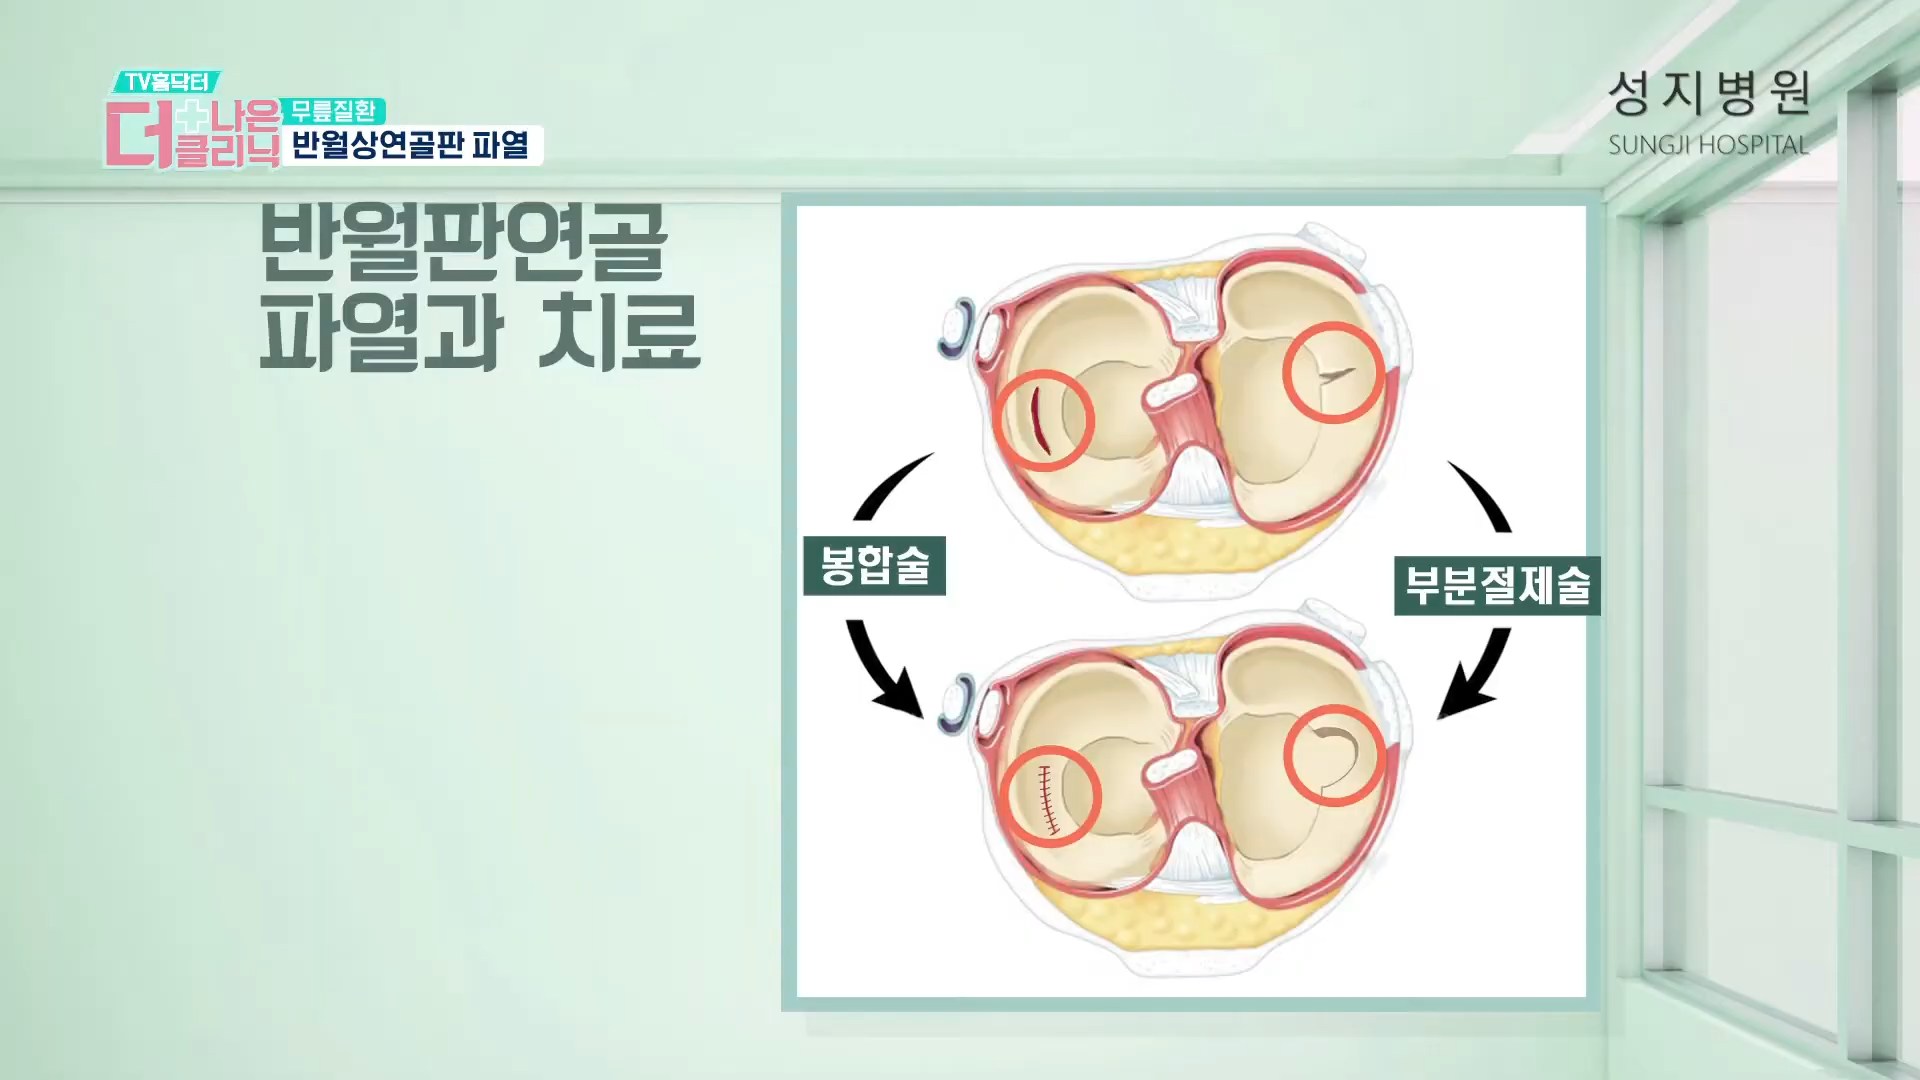 TV홈닥터
더나은
클리닉
무릎질환
반월상연골판 파열
성지병원
SUNGJI HOSPITAL
반월판연골
파열과 치료
봉합술
부분절제술